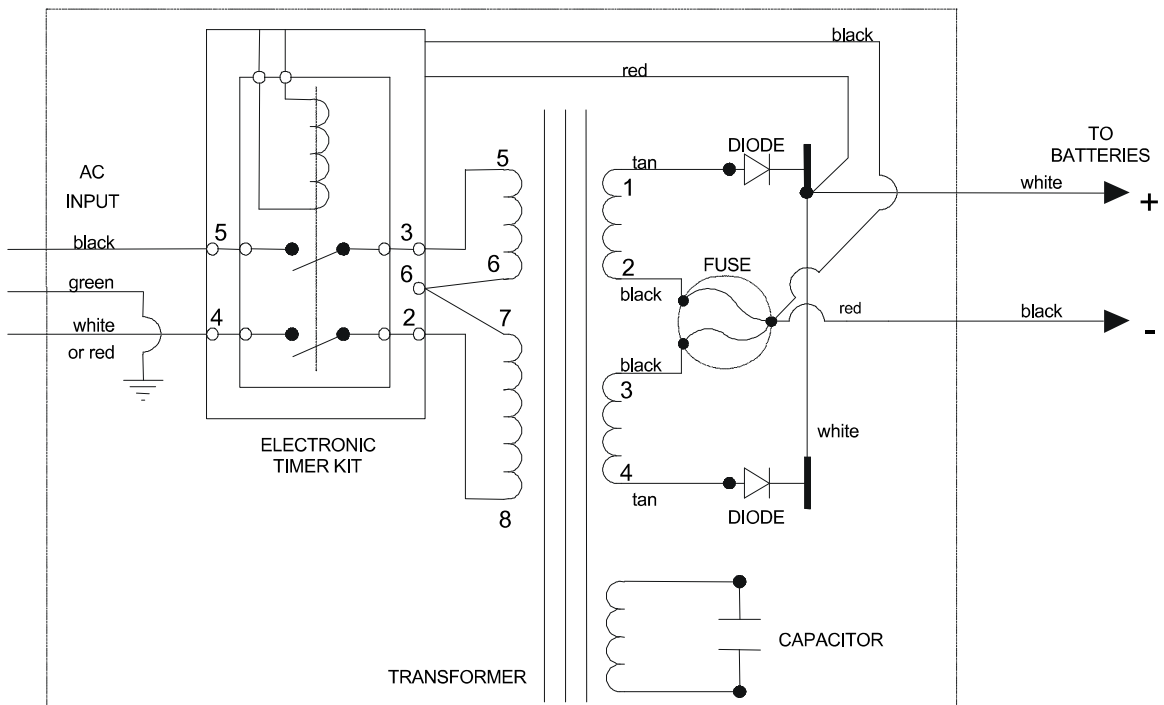 black
red
TO
BATTERIES
DIODE
tan
5
AC
INPUT
1
white
+
black
5
3
6
2
FUSE
green
6
black
white
or red
4
2
7
red
black
-
black
3
ELECTRONIC
TIMER KIT
white
4
tan
8
DIODE
CAPACITOR
TRANSFORMER